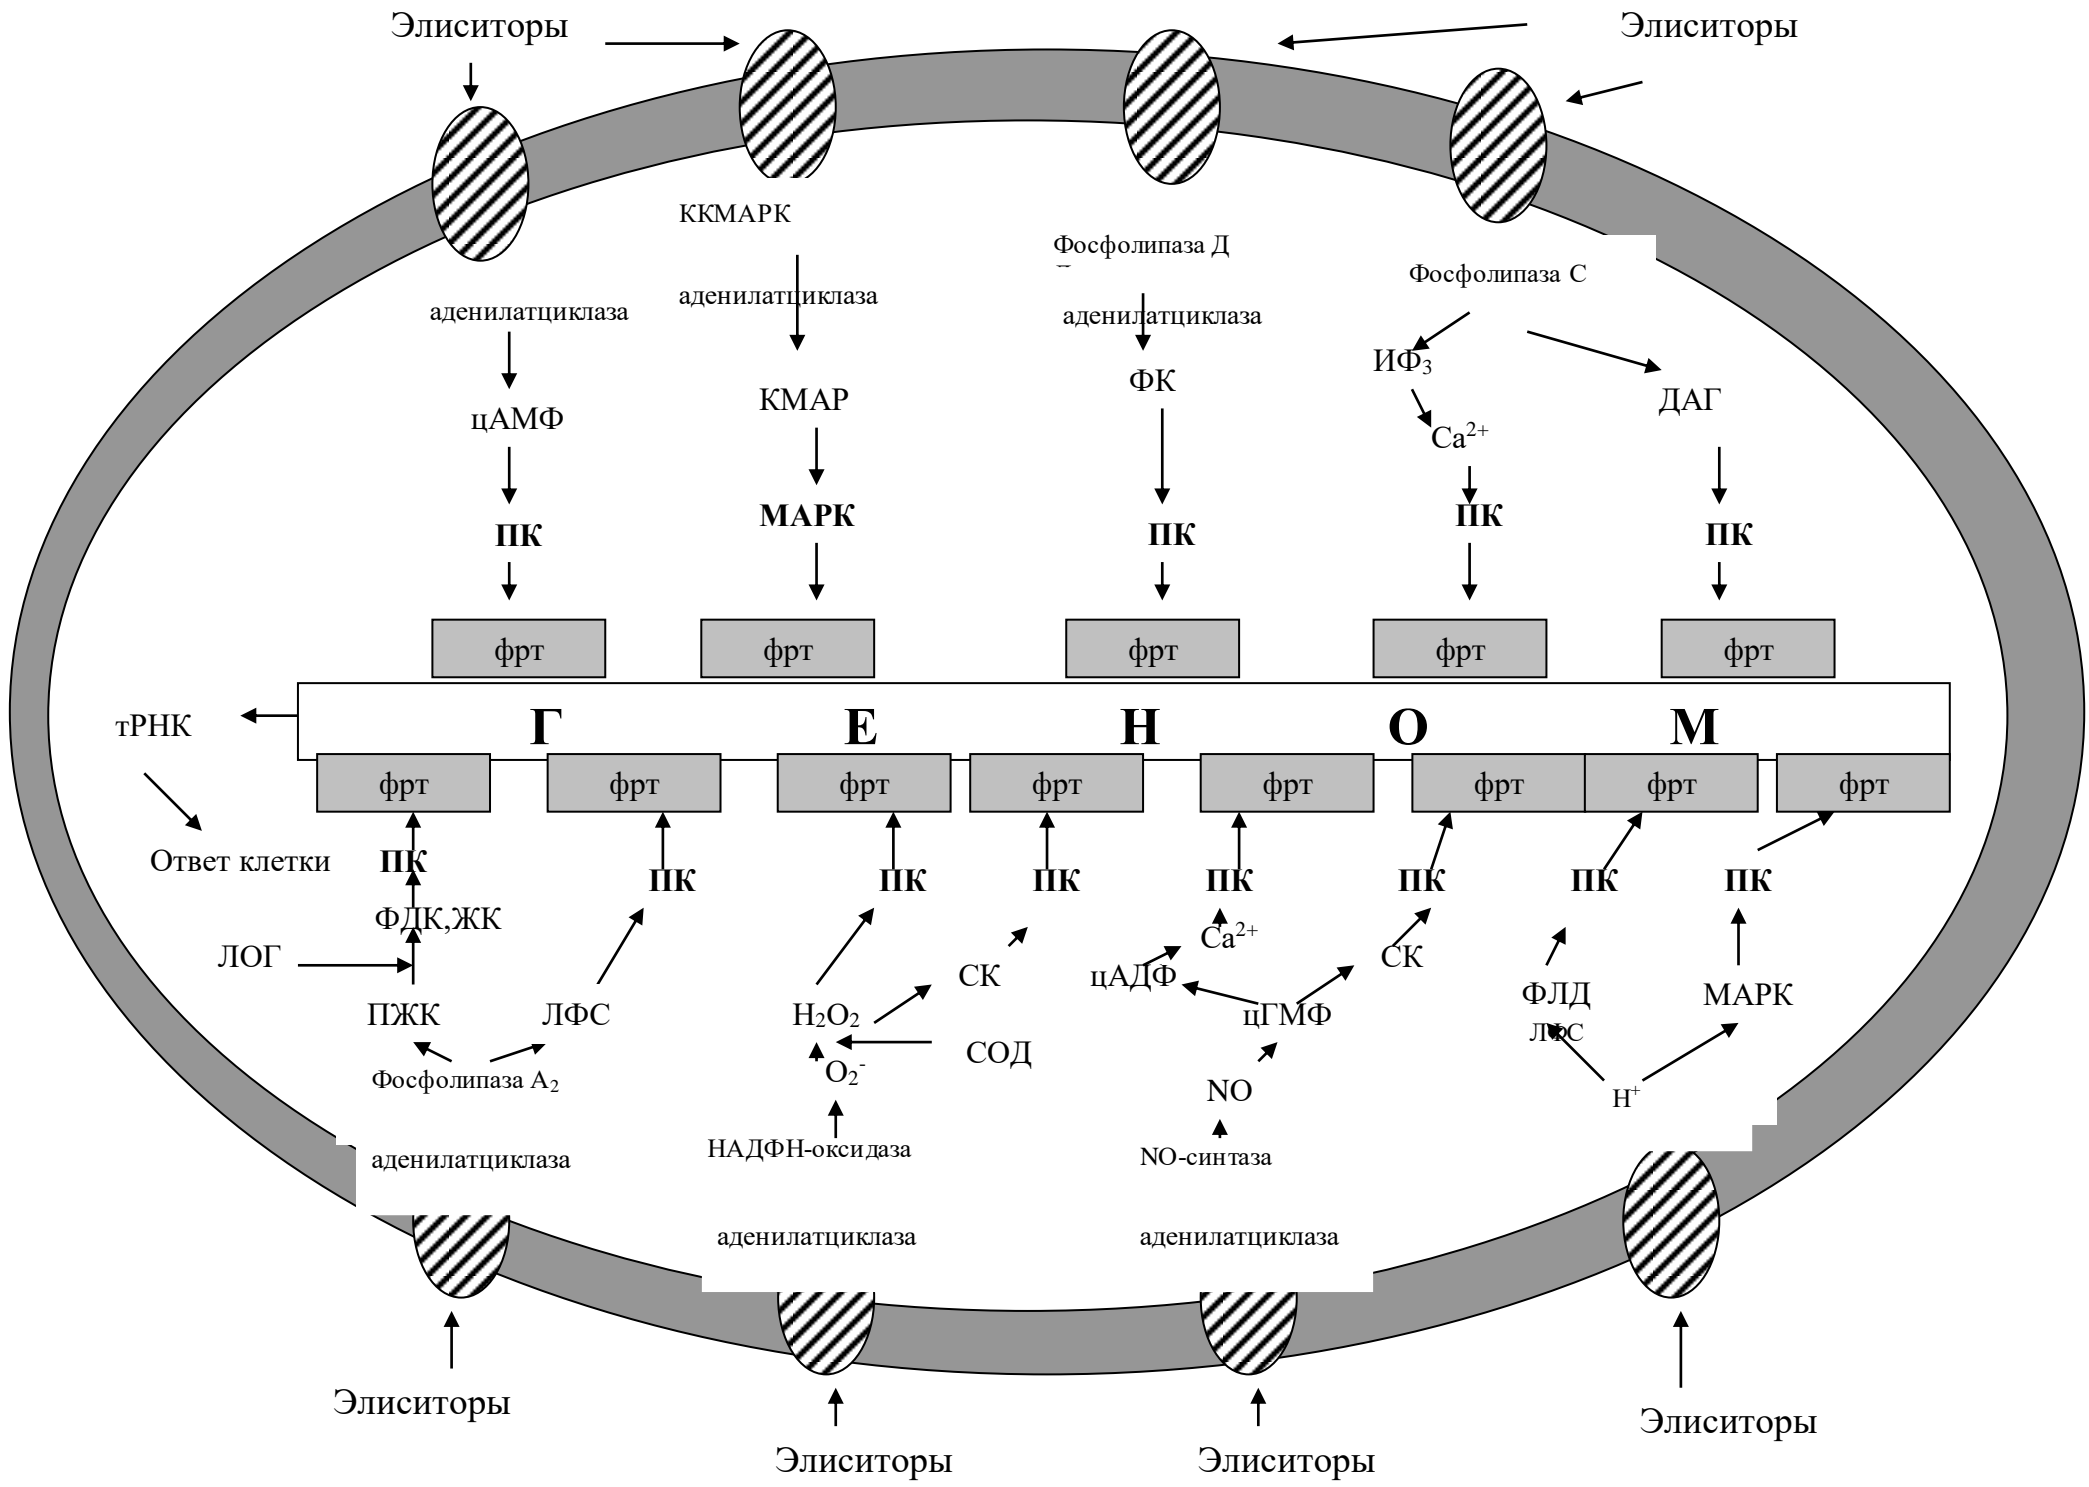 Элиситоры
Элиситоры
ККМАРК
Фосфолипаза Д
Фосфолипаза С
аденилатциклаза
аденилатциклаза
аденилатциклаза
ИФ3
ФК
цАМФ
КМАР
ДАГ
Ca2+
ПК
МАРК
ПК
ПК
ПК
фрт
фрт
фрт
фрт
фрт
тРНК
Г Е Н О М
фрт
фрт
фрт
фрт
фрт
фрт
фрт
фрт
Ответ клетки
ПК
ПК
ПК
ПК
ПК
ПК
ПК
ПК
ФДК,ЖК
ЛОГ
СК
цАДФ
Ca2+
СК
ПЖК
ЛФС
H2O2
цГМФ
ФЛД
МАРК
ЛФС
СОД
Фосфолипаза А2
O2-
NO
H+
НАДФН-оксидаза
NO-синтаза
аденилатциклаза
аденилатциклаза
аденилатциклаза
Элиситоры
Элиситоры
Элиситоры
Элиситоры